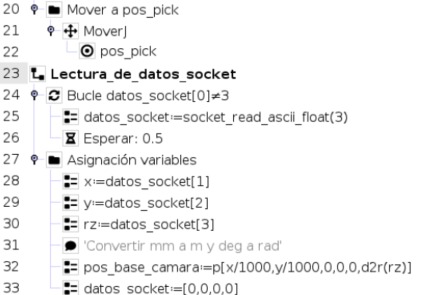 20 Mover a pos_pick
21 MoverJ
22 pos_pick
23 Lectura_de_datos_socket
24 Bucle datos_socket[0]≠3
25 datos_socket≔socket_read_ascii_float(3)
26 Esperar: 0.5
27 Asignación variables
28 x≔datos_socket[1]
29 y≔datos_socket[2]
30 rz≔datos_socket[3]
31 'Convertir mm a m y deg a rad'
32 pos_base_camara≔p[x/1000,y/1000,0,0,0,d2r(rz)]
33 datos_socket≔[0,0,0,0]